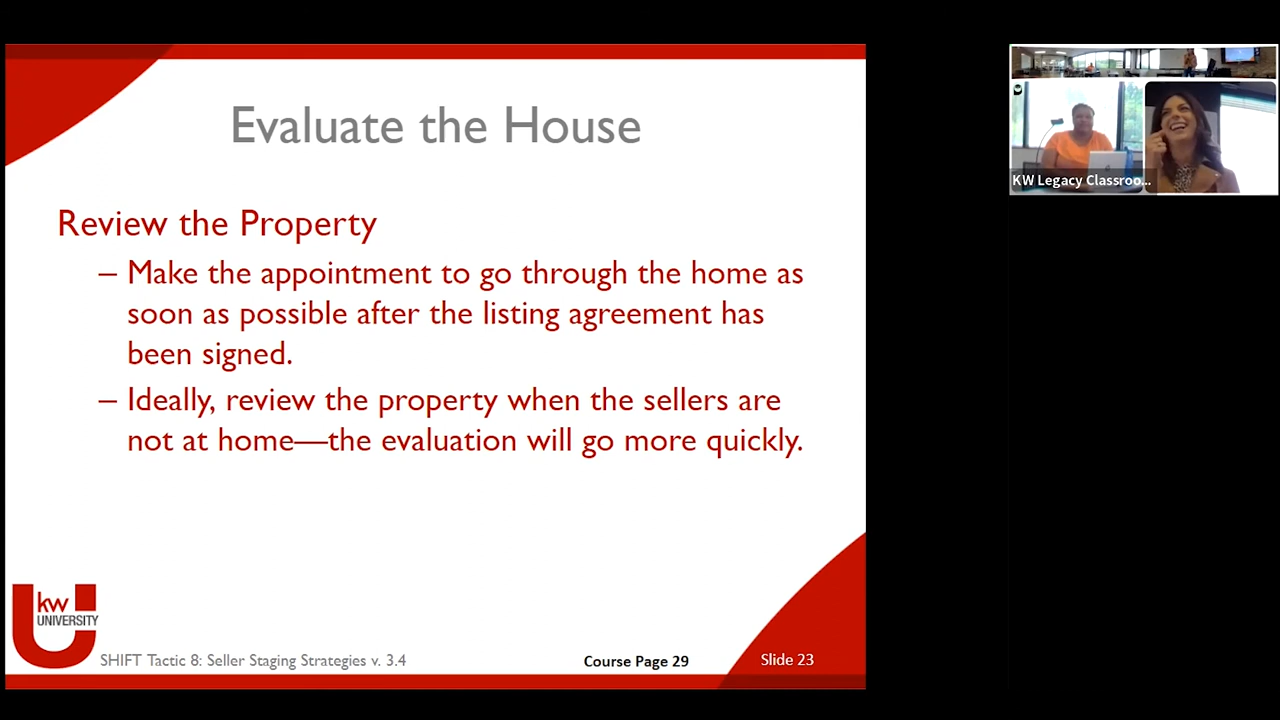 Evaluate the House
Review the Property
– Make the appointment to go through the home as
soon as possible after the listing agreement has
been signed.
– Ideally, review the property when the sellers are
not at home—the evaluation will go more quickly.
kw
UNIVERSITY
SHIFT Tactic 8: Seller Staging Strategies v. 3.4
Course Page 29
Slide 23
KW Legacy Classroo...